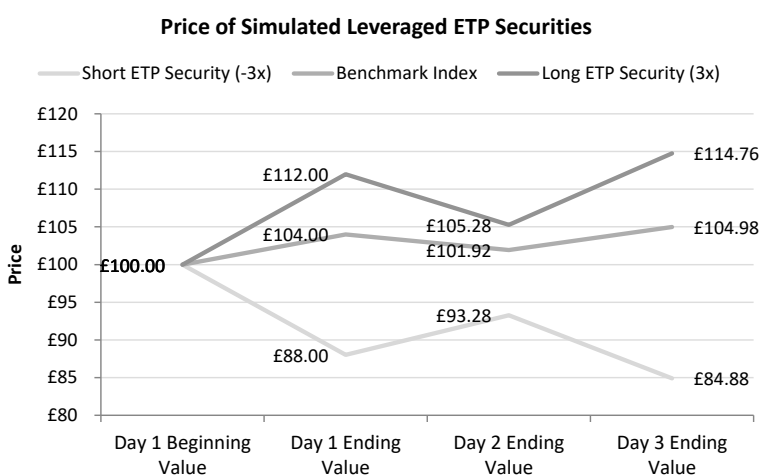 Price of Simulated Leveraged ETP Securities
Short ETP Security (-3x) Benchmark Index Long ETP Security (3x)
£120
£115
£110
£105
£100
£95
£90
£85
£80
Price
£100.00
£112.00
£104.00
£88.00
£105.28
£101.92
£93.28
£114.76
£104.98
£84.88
Day 1 Beginning
Value
Day 1 Ending
Value
Day 2 Ending
Value
Day 3 Ending
Value